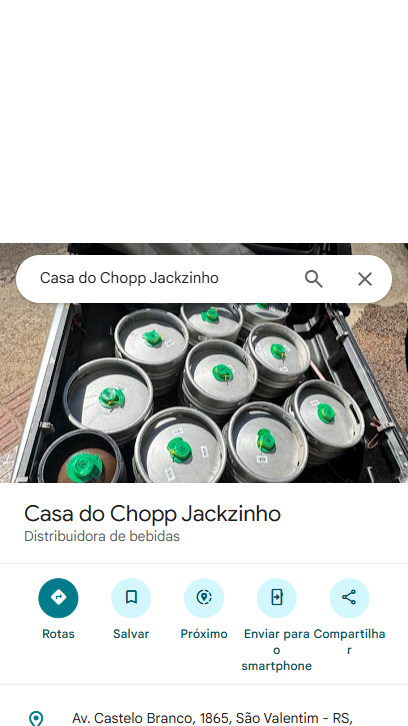 Casa do Chopp Jackzinho
Casa do Chopp Jackzinho
Distribuidora de bebidas
Rotas
Salvar
Próximo
Enviar para
o
smartphone
Compartilha
r
Av. Castelo Branco, 1865, São Valentim - RS,